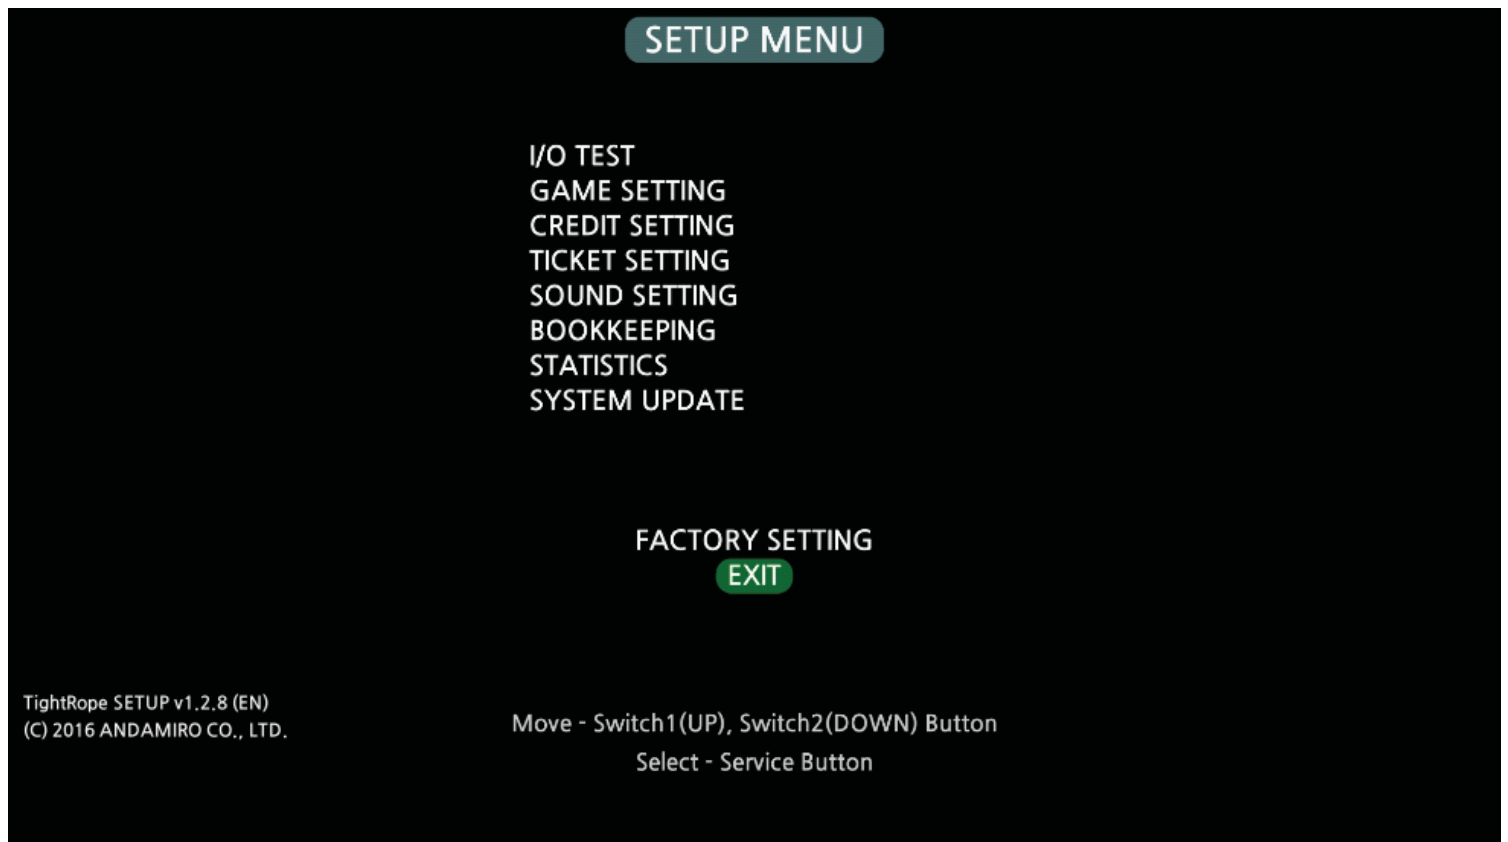 SETUP MENU
I/O TEST
GAME SETTING
CREDIT SETTING
TICKET SETTING
SOUND SETTING
BOOKKEEPING
STATISTICS
SYSTEM UPDATE
FACTORY SETTING
EXIT
TightRope SETUP v1.2.8 (EN)
(C) 2016 ANDAMIRO CO., LTD.
Move - Switch1(UP), Switch2(DOWN) Button
Select - Service Button